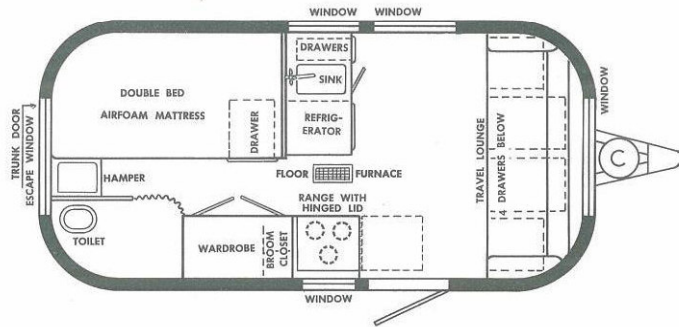 WINDOW
WINDOW
DRAWERS
SINK
DOUBLE BED
AIRFOAM MATTRESS
DRAWER
REFRIG-
ERATOR
TRUNK DOOR
ESCAPE WINDOW
HAMPER
FLOOR
FURNACE
RANGE WITH
HINGED LID
TOILET
WARDROBE
BROOM
CLOSET
WINDOW
TRAVEL LOUNGE
4 DRAWERS BELOW
WINDOW
C